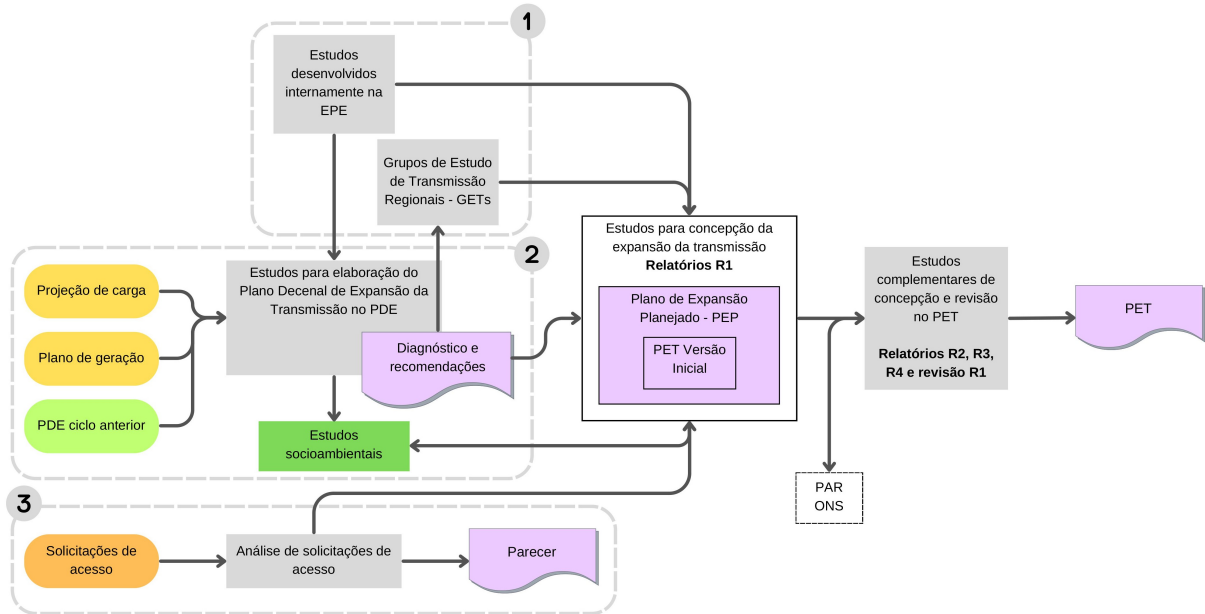 1
Estudos
desenvolvidos
internamente na
EPE
Grupos de Estudo
de Transmissão
Regionais - GETs
2
Projeção de carga
Plano de geração
PDE ciclo anterior
Estudos para elaboração do
Plano Decenal de Expansão da
Transmissão no PDE
Diagnóstico e
recomendações
Estudos
socioambientais
Estudos para concepção da
expansão da transmissão
Relatórios R1
Plano de Expansão
Planejado - PEP
PET Versão
Inicial
Estudos
complementares de
concepção e revisão
no PET
Relatórios R2, R3,
R4 e revisão R1
PET
PAR
ONS
3
Solicitações de
acesso
Análise de solicitações de
acesso
Parecer